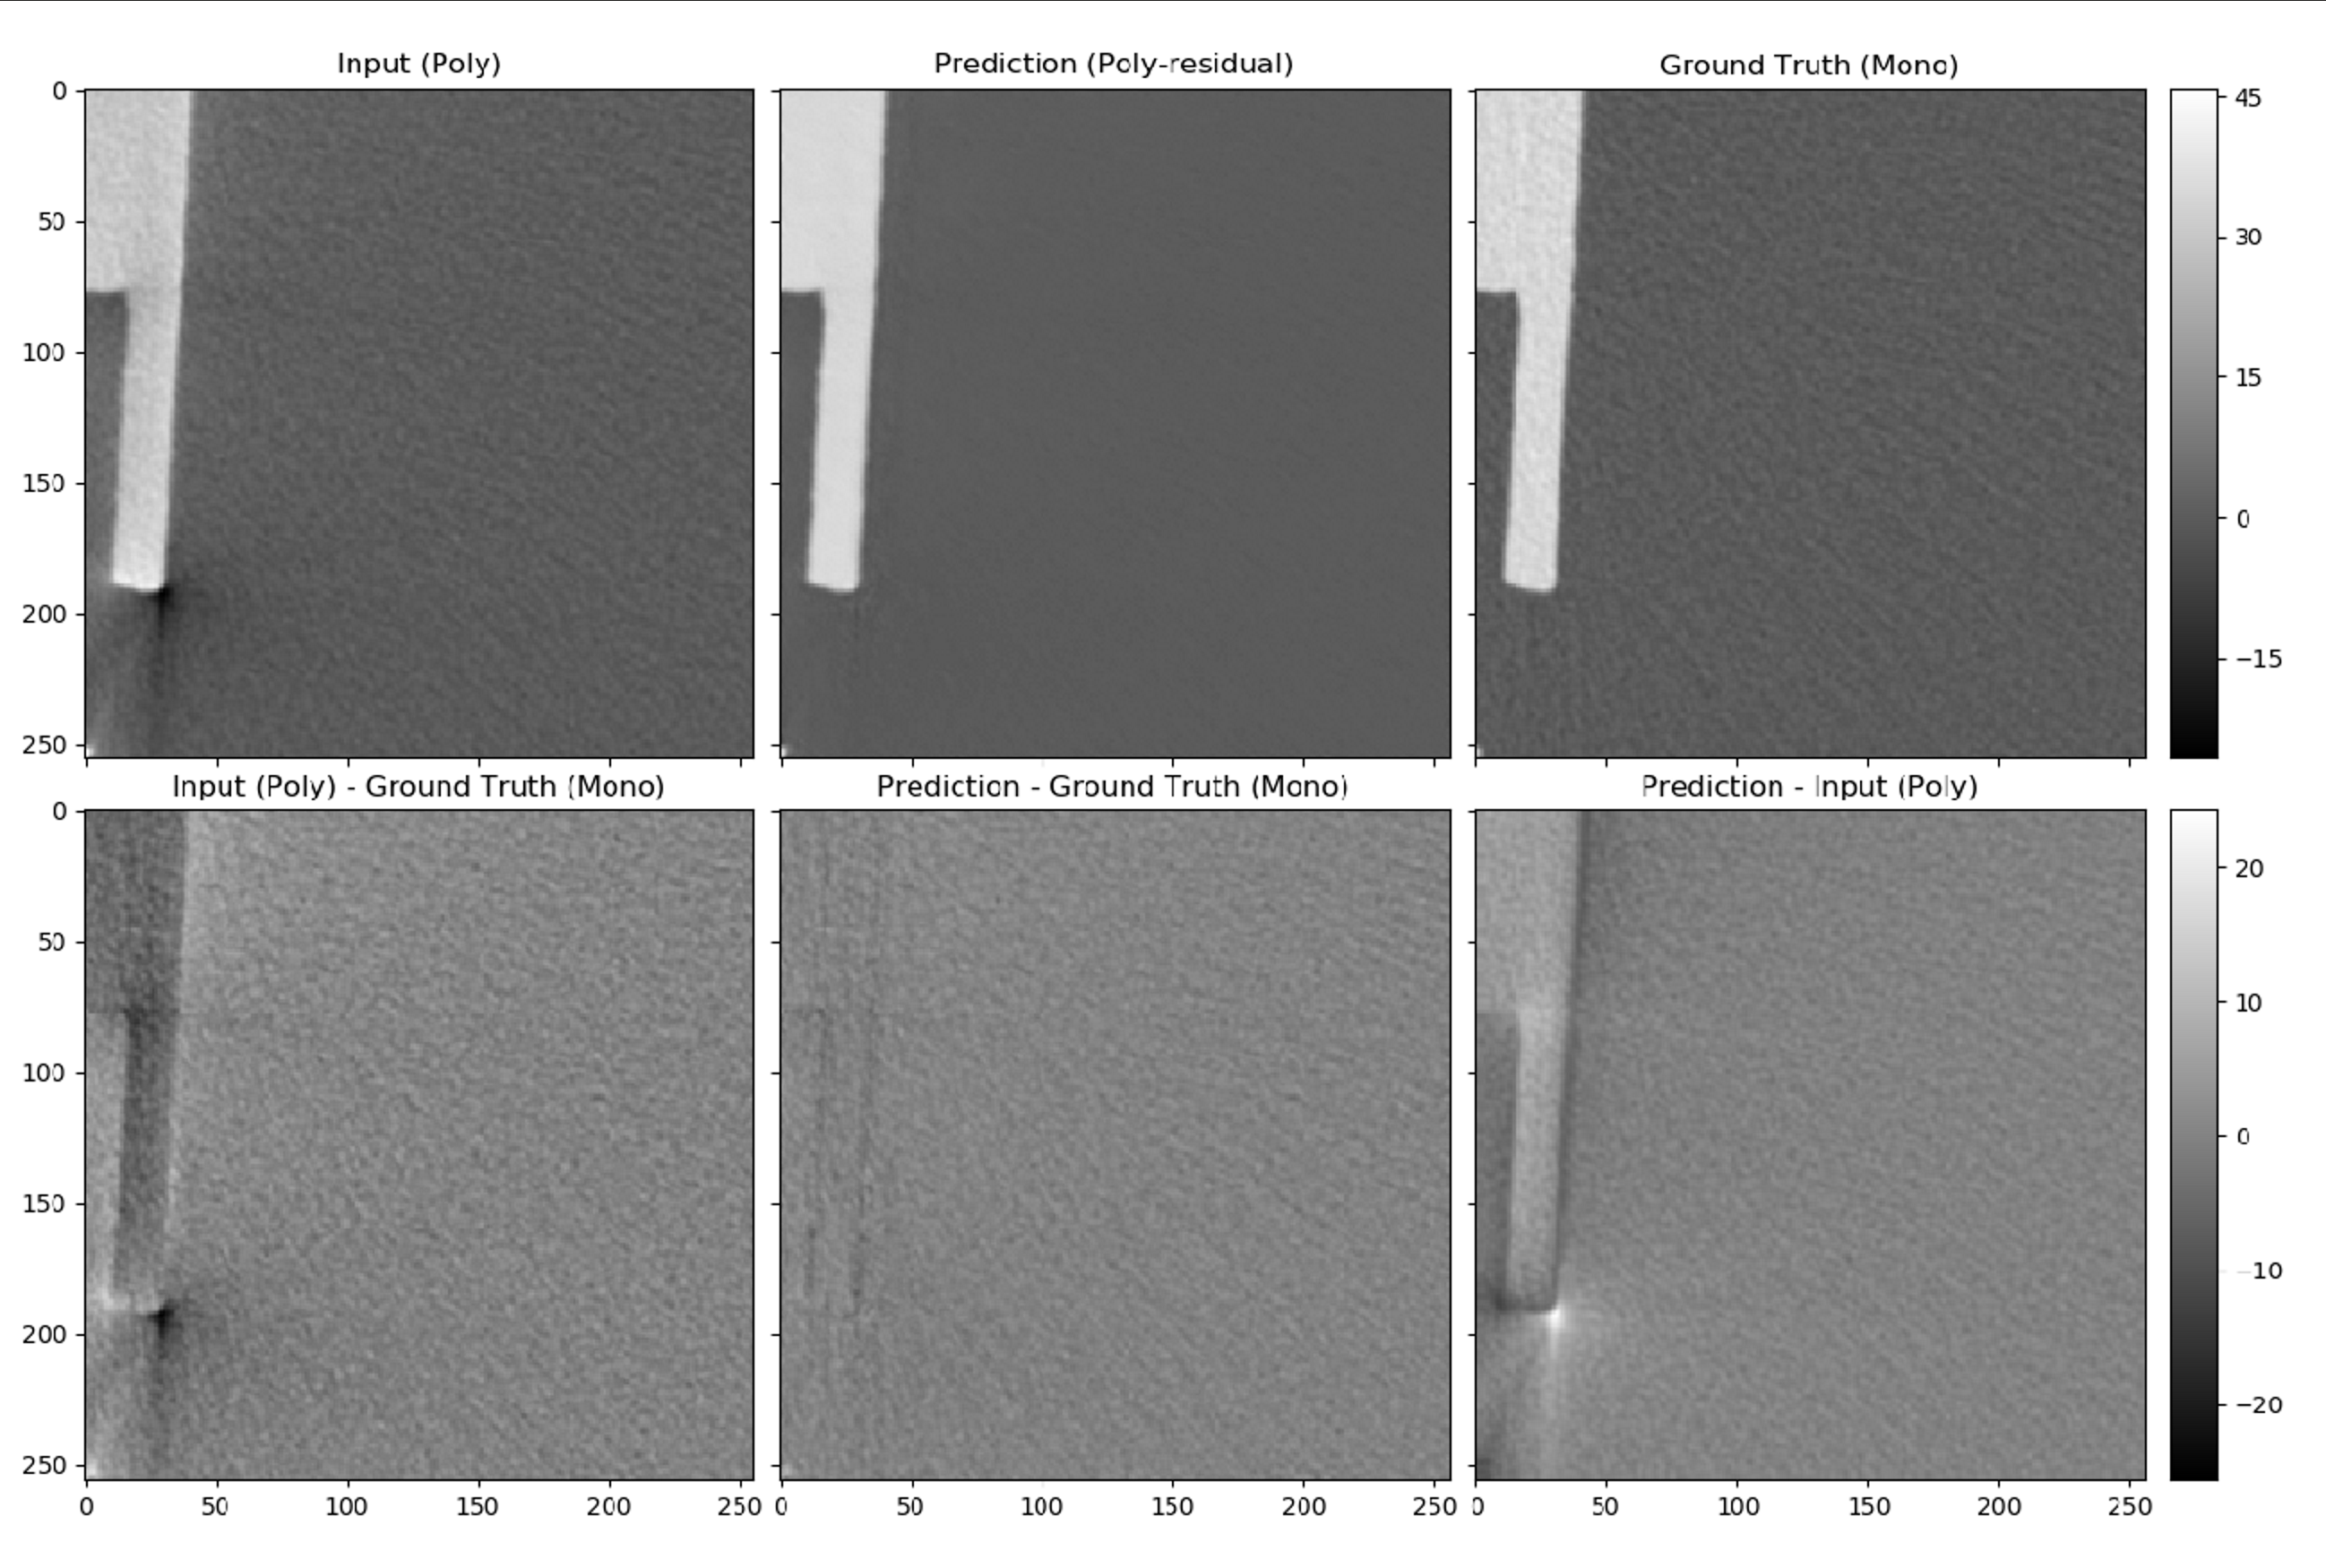 Input (Poly)
Prediction (Poly-residual)
Ground Truth (Mono)
0
50
100
150
200
250
45
30
15
0
−15
Input (Poly) - Ground Truth (Mono)
Prediction - Ground Truth (Mono)
Prediction - Input (Poly)
0
50
100
150
200
250
20
10
0
−10
−20
0 50 100 150 200 250
0 50 100 150 200 250
0 50 100 150 200 250